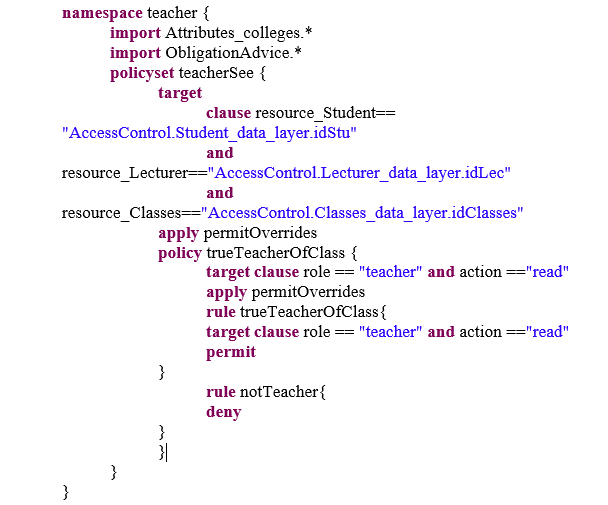 namespace teacher {
import Attributes_colleges.*
import ObligationAdvice.*
policyset teacherSee {
target
clause resource_Student==
"AccessControl.Student_data_layer.idStu"
and
resource_Lecturer=="AccessControl.Lecturer_data_layer.idLec"
and
resource_Classes=="AccessControl.Classes_data_layer.idClasses"
apply permitOverrides
policy trueTeacherOfClass {
target clause role == "teacher" and action =="read"
apply permitOverrides
rule trueTeacherOfClass{
target clause role == "teacher" and action =="read"
permit
}
rule notTeacher{
deny
}
}
}
}